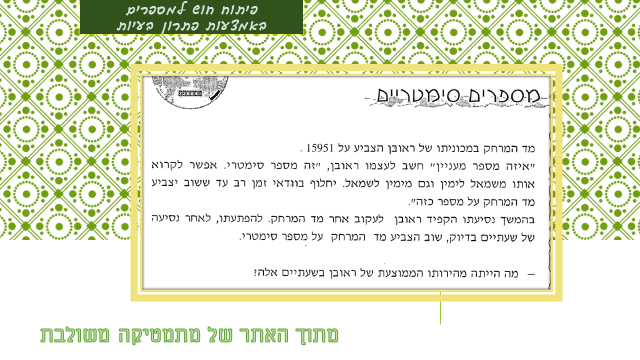 פיתוח חוש למספרים
באמצעות פתרון בעיות
מספרים סימטריים
מד המרחק במכוניתו של ראובן הצביע על 15951 .
"איזה מספר מעניין" חשב לעצמו ראובן, "זה מספר סימטרי. אפשר לקרוא
אותו משמאל לימין וגם מימין לשמאל. יחלוף בוודאי זמן רב עד ששוב יצביע
מד המרחק על מספר כזה".
בהמשך נסיעתו הקפיד ראובן לעקוב אחר מד המרחק. להפתעתו, לאחר נסיעה
של שעתיים בדיוק, שוב הצביע מד המרחק על מספר סימטרי.
– מה הייתה מהירותו הממוצעת של ראובן בשעתיים אלה?
מתוך האתר של מתמטיקה משולבת